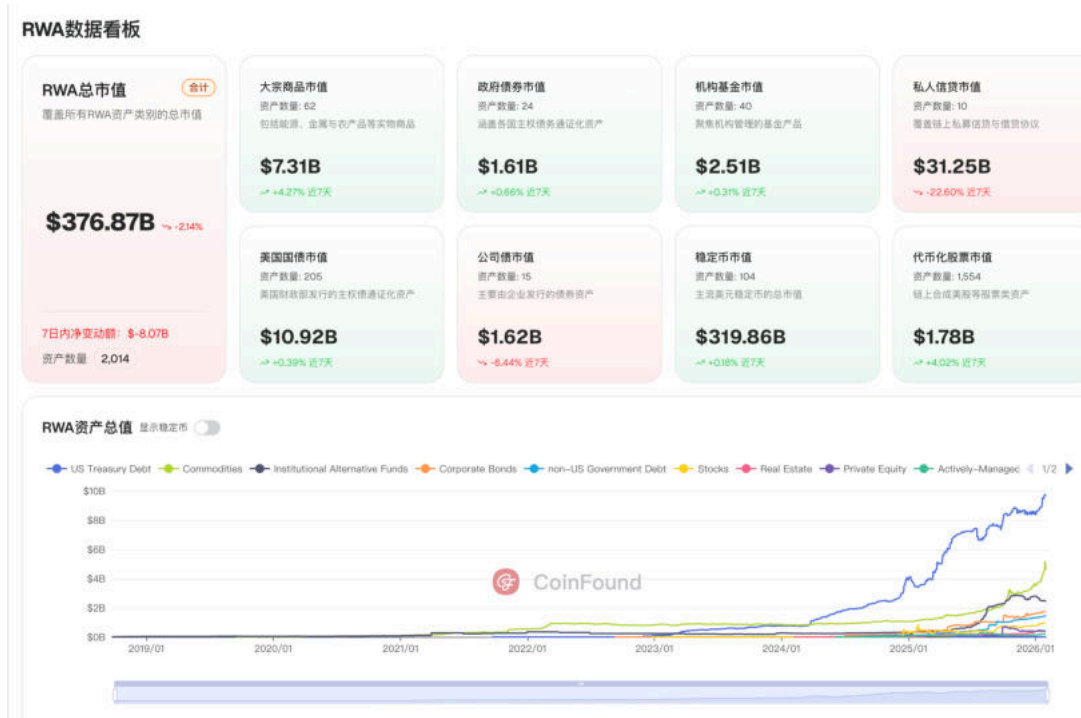 RWA数据看板
RWA总市值 合计
覆盖所有RWA资产类别的总市值
$376.87B -2.14%
7日内净变动额: $-8.07B
资产数量 2,014
大宗商品市值
资产数量: 62
包括能源、金属与农产品等实物商品
$7.31B
+4.27% 近7天
政府债券市值
资产数量: 24
涵盖各国主权债务通证化资产
$1.61B
+0.66% 近7天
机构基金市值
资产数量: 40
聚焦机构管理的基金产品
$2.51B
+0.31% 近7天
私人信贷市值
资产数量: 10
覆盖链上私募信贷与借贷协议
$31.25B
-22.60% 近7天
美国国债市值
资产数量: 205
美国财政部发行的主权债通证化资产
$10.92B
+0.39% 近7天
公司债市值
资产数量: 15
主要由企业发行的债券资产
$1.62B
-6.44% 近7天
稳定币市值
资产数量: 104
主流美元稳定币的总市值
$319.86B
+0.18% 近7天
代币化股票市值
资产数量: 1,554
链上合成美股等股票类资产
$1.78B
+4.02% 近7天
RWA资产总值 显示稳定币
US Treasury Debt Commodities Institutional Alternative Funds Corporate Bonds non-US Government Debt Stocks Real Estate Private Equity Actively-Managed 1/2
$10B
$8B
$6B
$4B
$2B
$0B
CoinFound
2019/01 2020/01 2021/01 2022/01 2023/01 2024/01 2025/01 2026/01